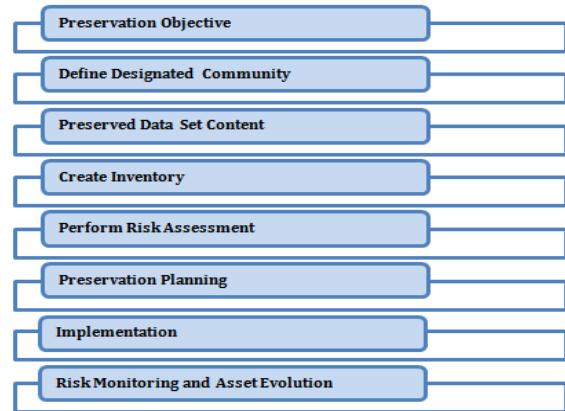 Preservation Objective
Define Designated Community
Preserved Data Set Content
Create Inventory
Perform Risk Assessment
Preservation Planning
Implementation
Risk Monitoring and Asset Evolution